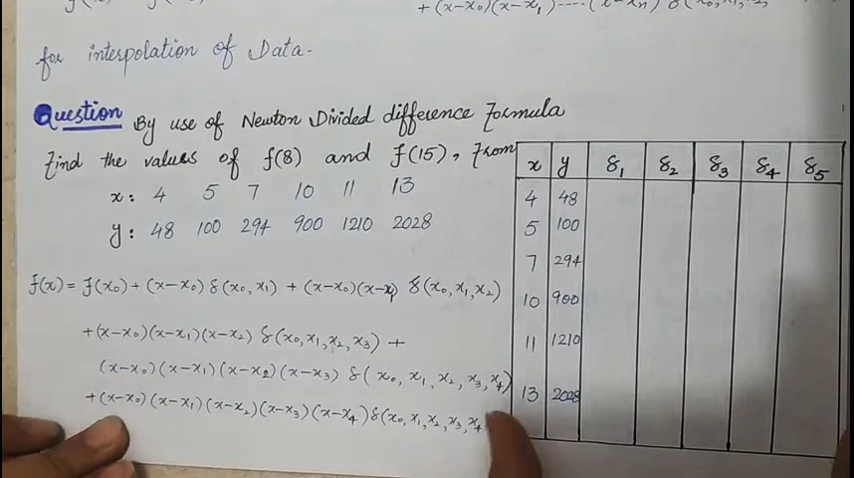 + (x-x₀)(x-x₁)
for interpolation of Data.
Question By use of Newton Divided difference Formula
Find the values of f(8) and f(15), From
x: 4 5 7 10 11 13
y: 48 100 294 900 1210 2028
f(x) = f(x₀) + (x-x₀) δ(x₀, x₁) + (x-x₀)(x-x₁) δ(x₀, x₁, x₂)
+(x-x₀)(x-x₁)(x-x₂) δ(x₀, x₁, x₂, x₃) +
(x-x₀)(x-x₁)(x-x₂)(x-x₃) δ( x₀, x₁, x₂, x₃, x₄)
+(x-x₀)(x-x₁)(x-x₂)(x-x₃)(x-x₄)δ(x₀, x₁, x₂, x₃, x₄,
x y δ₁ δ₂ δ₃ δ₄ δ₅
4 48
5 100
7 294
10 900
11 1210
13 2028